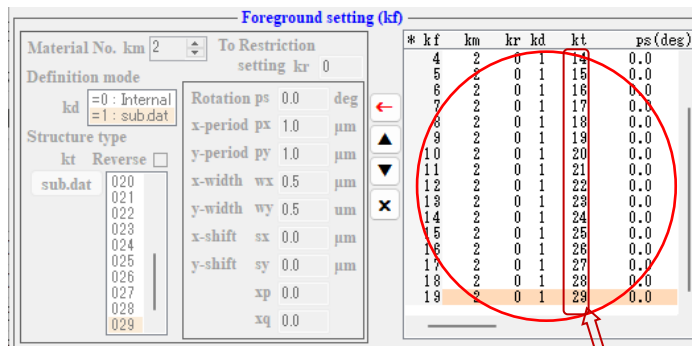 Foreground setting (kf)
Material No. km 2
To Restriction
setting kr 0
Definition mode
kd
=0 : Internal
=1 : sub.dat
Structure type
kt Reverse
sub.dat
020
021
022
023
024
025
026
027
028
029
Rotation ps 0.0 deg
x-period px 1.0 μm
y-period py 1.0 μm
x-width wx 0.5 μm
y-width wy 0.5 um
x-shift sx 0.0 μm
y-shift sy 0.0 μm
xp 0.0
xq 0.0
←
▲
▼
×
* kf km kr kd kt ps(deg)
4 2 0 1 14 0.0
5 2 0 1 15 0.0
6 2 0 1 16 0.0
7 2 0 1 17 0.0
8 2 0 1 18 0.0
9 2 0 1 19 0.0
10 2 0 1 20 0.0
11 2 0 1 21 0.0
12 2 0 1 22 0.0
13 2 0 1 23 0.0
14 2 0 1 24 0.0
15 2 0 1 25 0.0
16 2 0 1 26 0.0
17 2 0 1 27 0.0
18 2 0 1 28 0.0
19 2 0 1 29 0.0